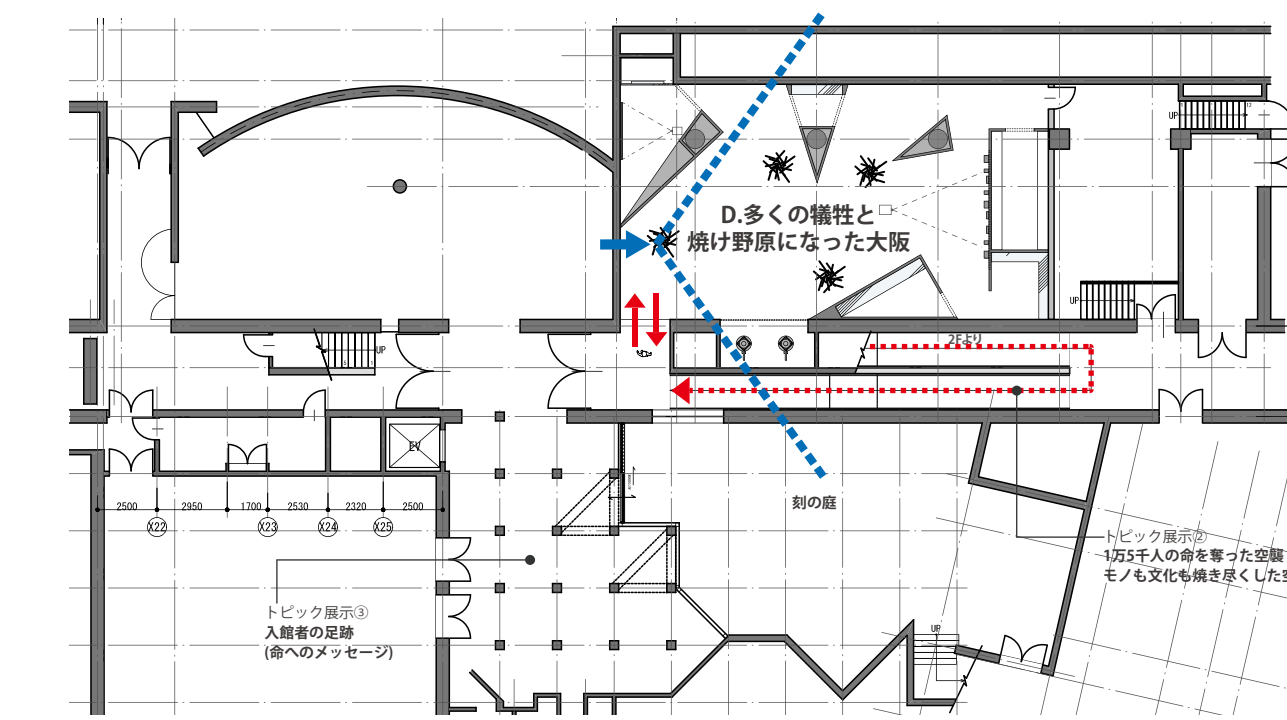 UP
UP
D.多くの犠牲と
焼け野原になった大阪
UP
UP
2Fより
EV
刻の庭
2500
2950
1700
2530
2320
2500
X22
X23
X24
X25
トピック展示②
1万5千人の命を奪った空襲
モノも文化も焼き尽くした空
トピック展示③
入館者の足跡
(命へのメッセージ)
UP